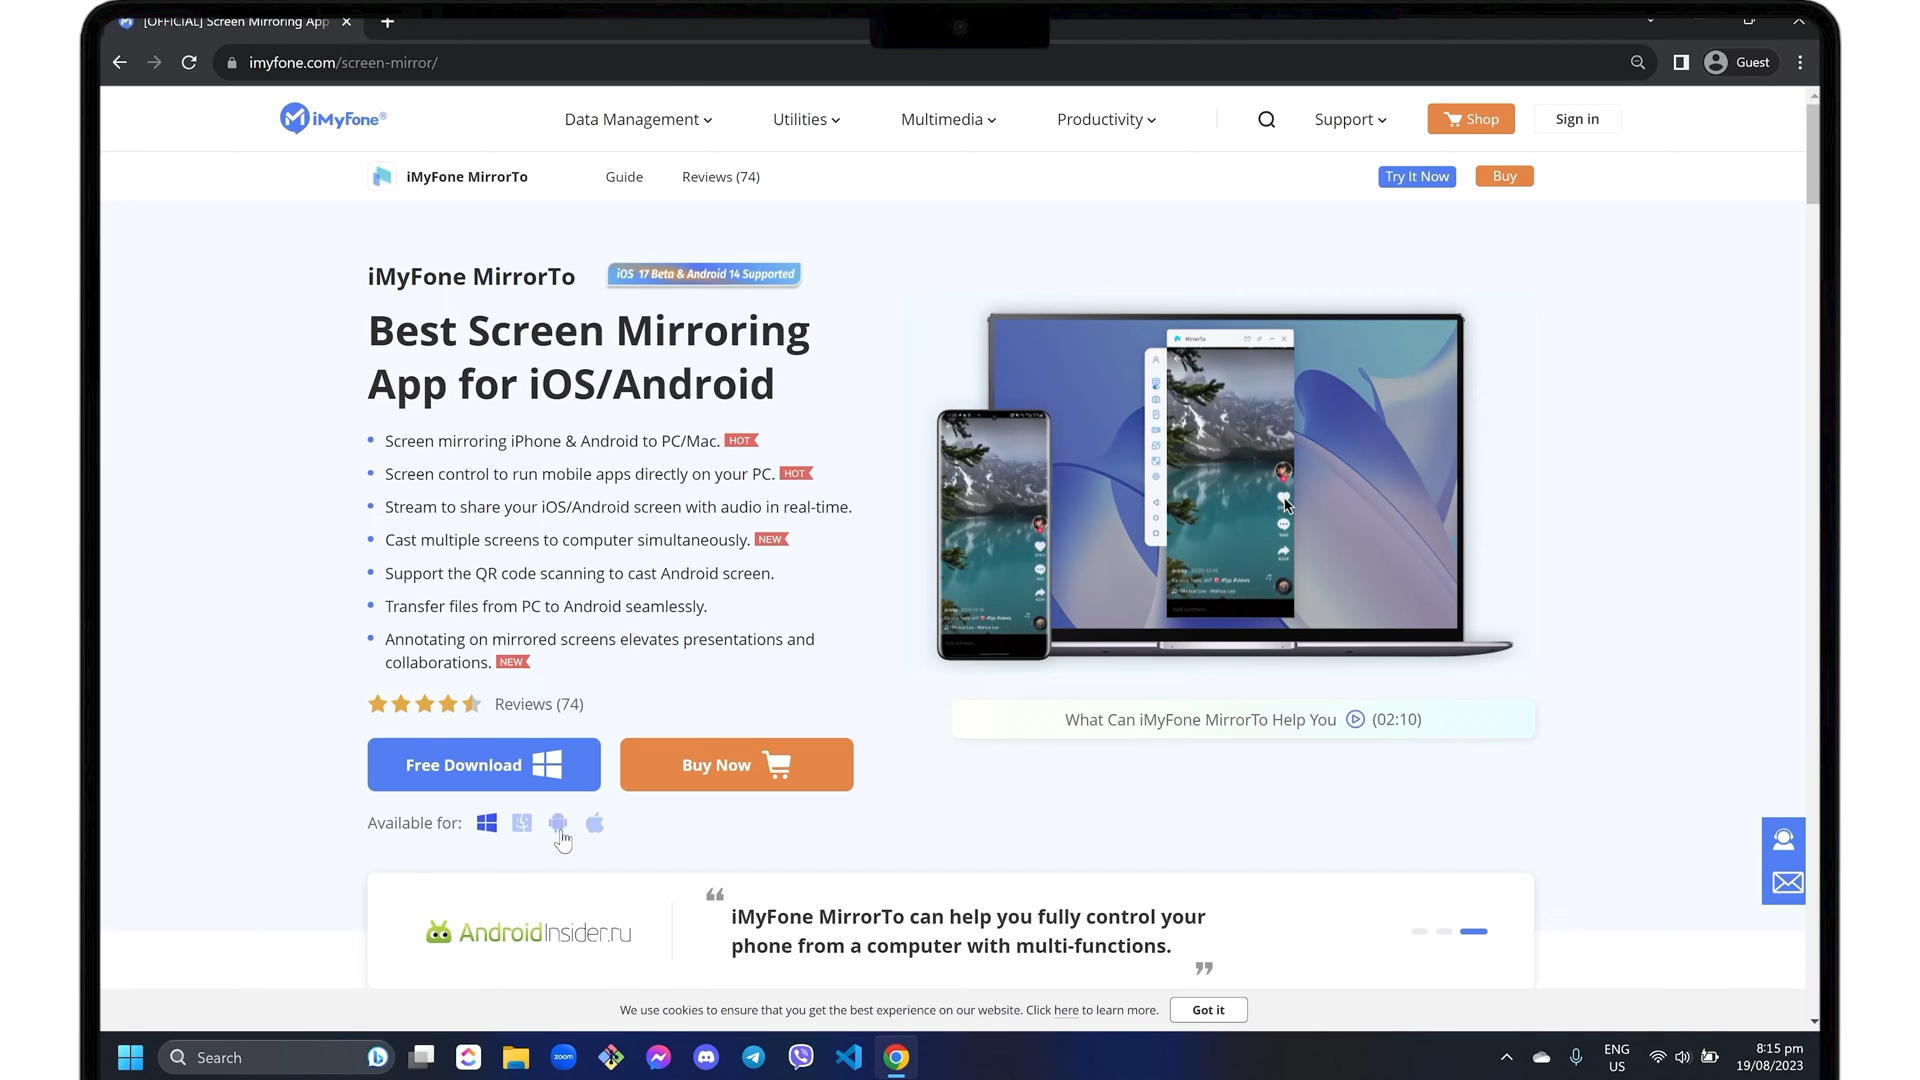 [OFFICIAL] Screen Mirroring App
imyfone.com/screen-mirror/
Guest
iMyFone®
Data Management
Utilities
Multimedia
Productivity
Support
Shop
Sign in
iMyFone MirrorTo
Guide
Reviews (74)
Try It Now
Buy
iMyFone MirrorTo
iOS 17 Beta & Android 14 Supported
Best Screen Mirroring
App for iOS/Android
Screen mirroring iPhone & Android to PC/Mac. HOT
Screen control to run mobile apps directly on your PC. HOT
Stream to share your iOS/Android screen with audio in real-time.
Cast multiple screens to computer simultaneously. NEW
Support the QR code scanning to cast Android screen.
Transfer files from PC to Android seamlessly.
Annotating on mirrored screens elevates presentations and
collaborations. NEW
Reviews (74)
Free Download
Buy Now
Available for:
MirrorTo
What Can iMyFone MirrorTo Help You (02:10)
AndroidInsider.ru
“
iMyFone MirrorTo can help you fully control your
phone from a computer with multi-functions.
”
We use cookies to ensure that you get the best experience on our website. Click here to learn more.
Got it
Search
zoom
ENG
US
8:15 pm
19/08/2023